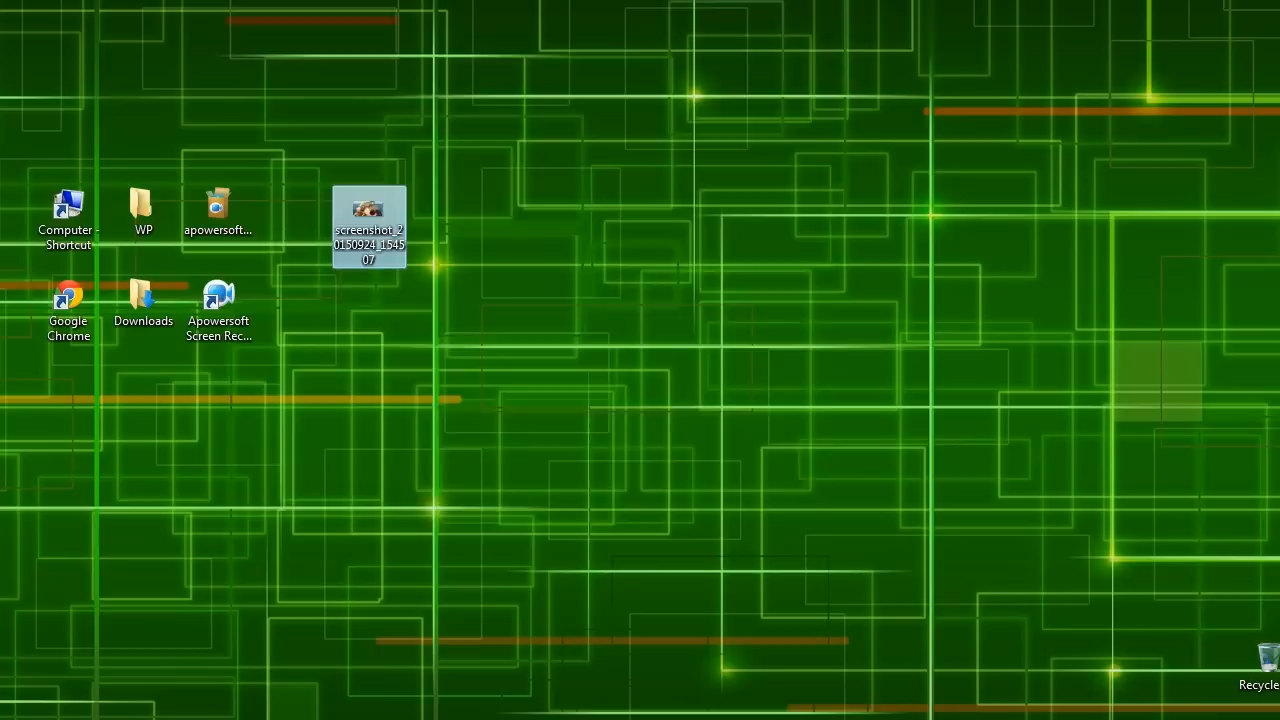 Computer -
Shortcut
WP
apowersoft...
screenshot_2
0150924_1545
07
Google
Chrome
Downloads
Apowersoft
Screen Rec...
Recycle